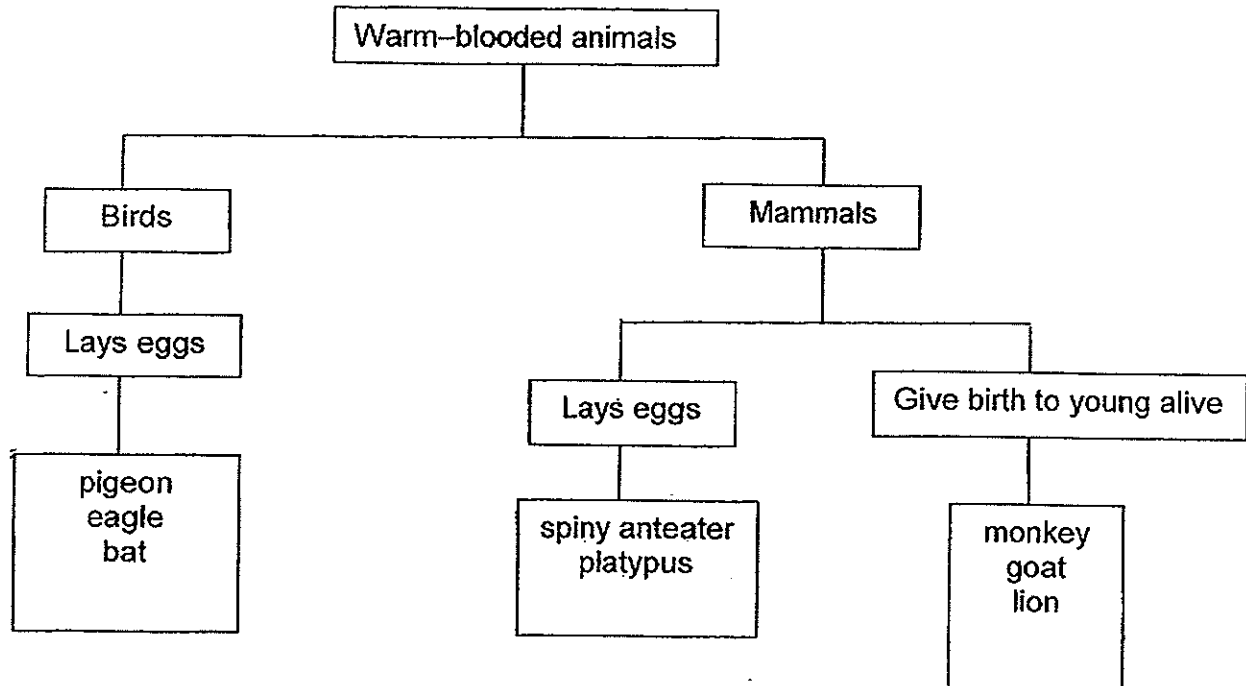 Warm–blooded animals
Birds
Mammals
Lays eggs
Lays eggs
Give birth to young alive
pigeon
eagle
bat
spiny anteater
platypus
monkey
goat
lion